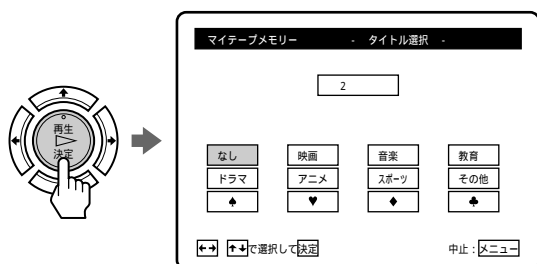 マイテープメモリー - タイトル選択 -
2
再生
決定
なし 映画 音楽 教育
ドラマ アニメ スポーツ その他
♠ ♥ ♦ ♣
←→ ↑↓で選択して決定 中止:メニュー